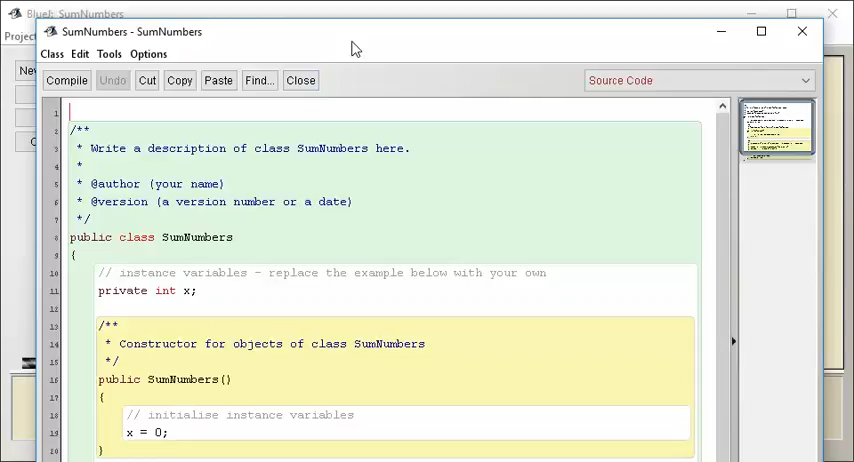 BlueJ: SumNumbers
Project
SumNumbers - SumNumbers
Class Edit Tools Options
Compile Undo Cut Copy Paste Find... Close Source Code
1
2 /**
3 * Write a description of class SumNumbers here.
4 *
5 * @author (your name)
6 * @version (a version number or a date)
7 */
8 public class SumNumbers
9 {
10 // instance variables - replace the example below with your own
11 private int x;
12
13 /**
14 * Constructor for objects of class SumNumbers
15 */
16 public SumNumbers()
17 {
18 // initialise instance variables
19 x = 0;
20 }